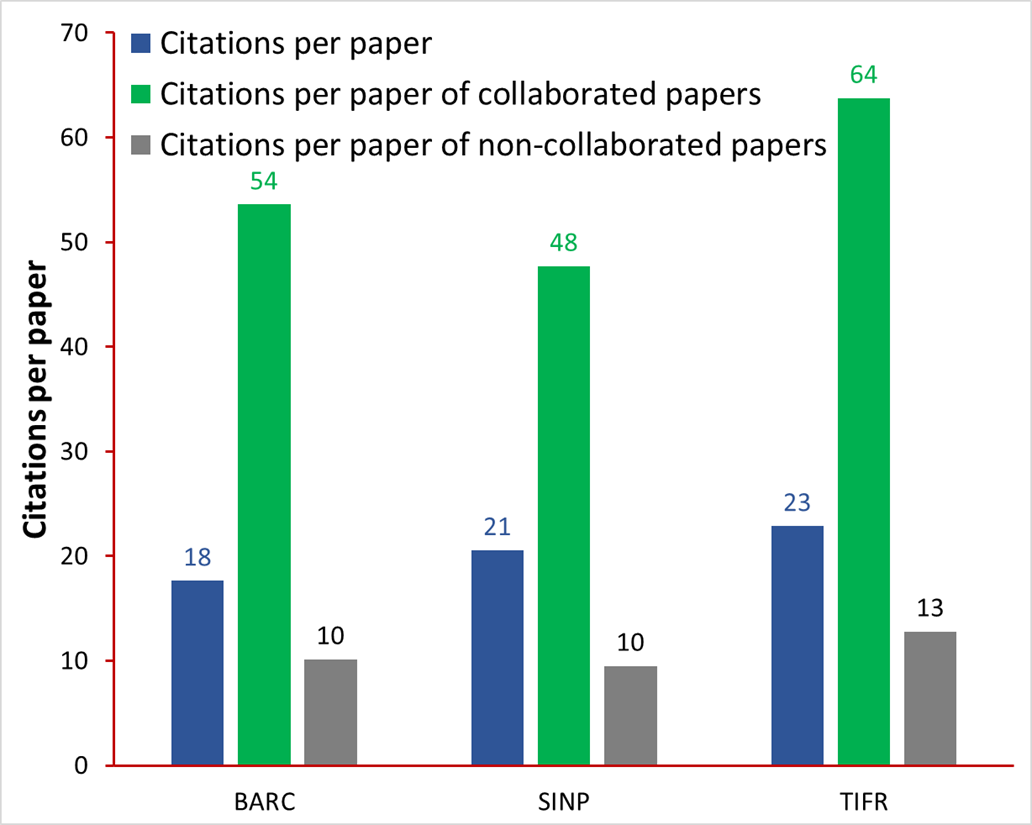 Citations per paper
Citations per paper of collaborated papers
Citations per paper of non-collaborated papers
Citations per paper
70
60
50
40
30
20
10
0
18
54
10
21
48
10
23
64
13
BARC
SINP
TIFR